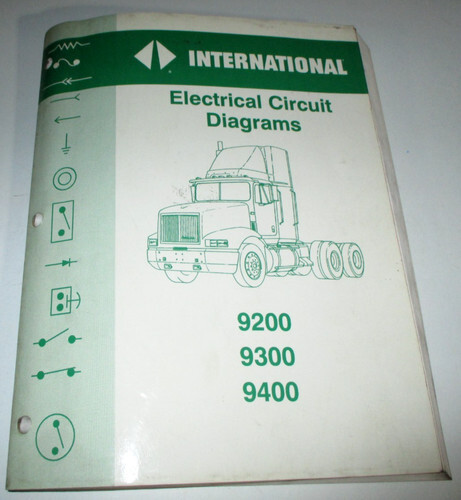 INTERNATIONAL
Electrical Circuit
Diagrams
9200
9300
9400